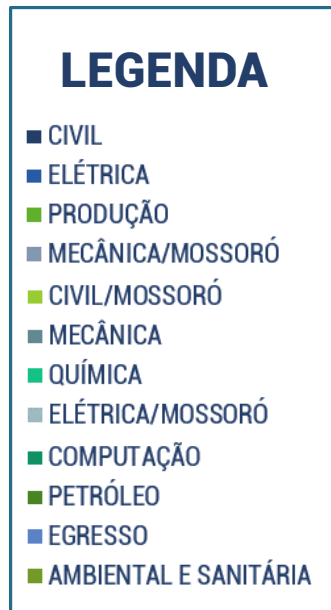 LEGENDA
CIVIL
ELÉTRICA
PRODUÇÃO
MECÂNICA/MOSSORÓ
CIVIL/MOSSORÓ
MECÂNICA
QUÍMICA
ELÉTRICA/MOSSORÓ
COMPUTAÇÃO
PETRÓLEO
EGRESSO
AMBIENTAL E SANITÁRIA